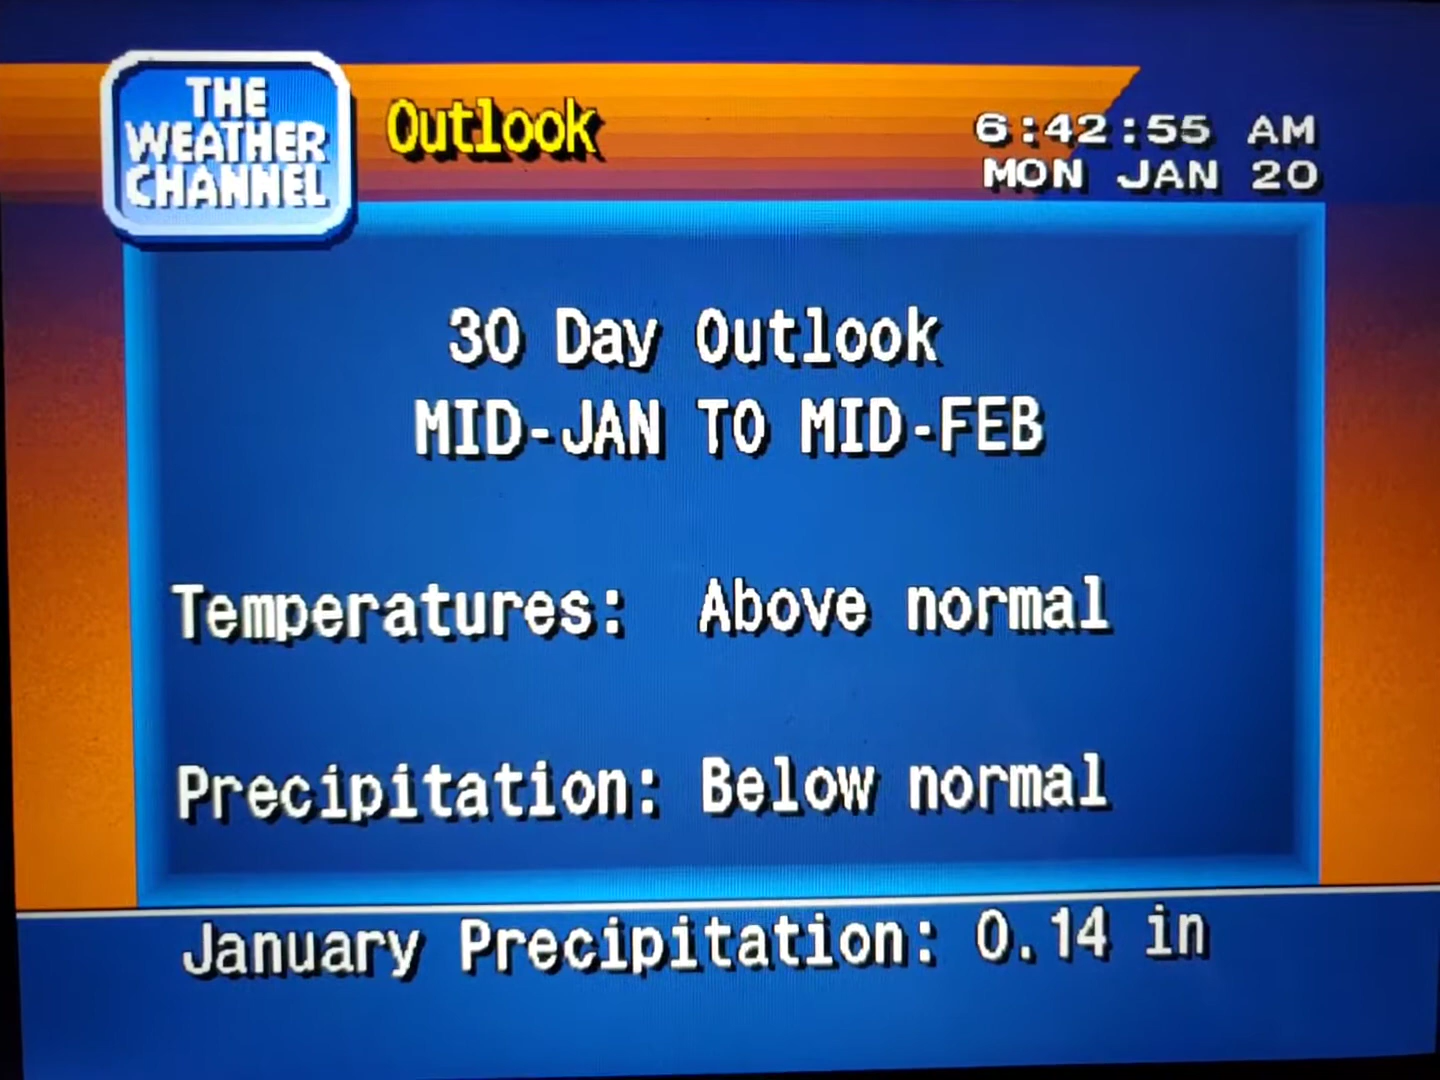 THE
WEATHER
CHANNEL
Outlook
6:42:55 AM
MON JAN 20
30 Day Outlook
MID-JAN TO MID-FEB
Temperatures: Above normal
Precipitation: Below normal
January Precipitation: 0.14 in